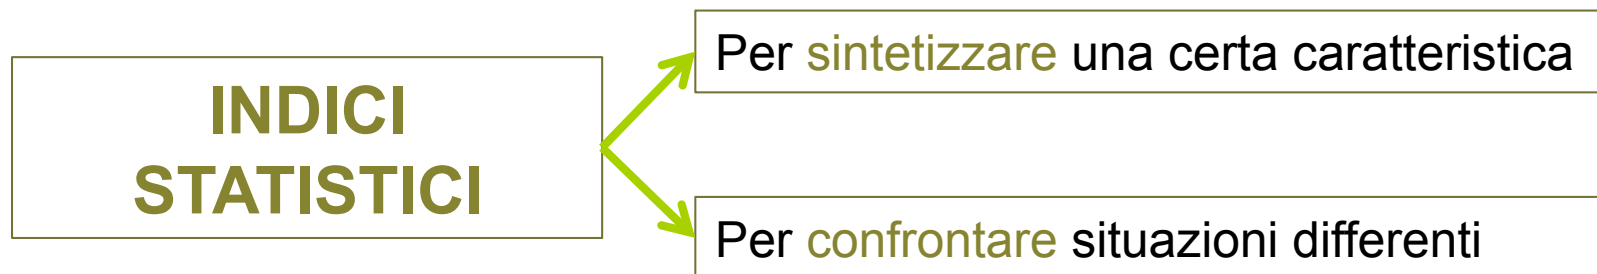 INDICI
STATISTICI
Per sintetizzare una certa caratteristica
Per confrontare situazioni differenti